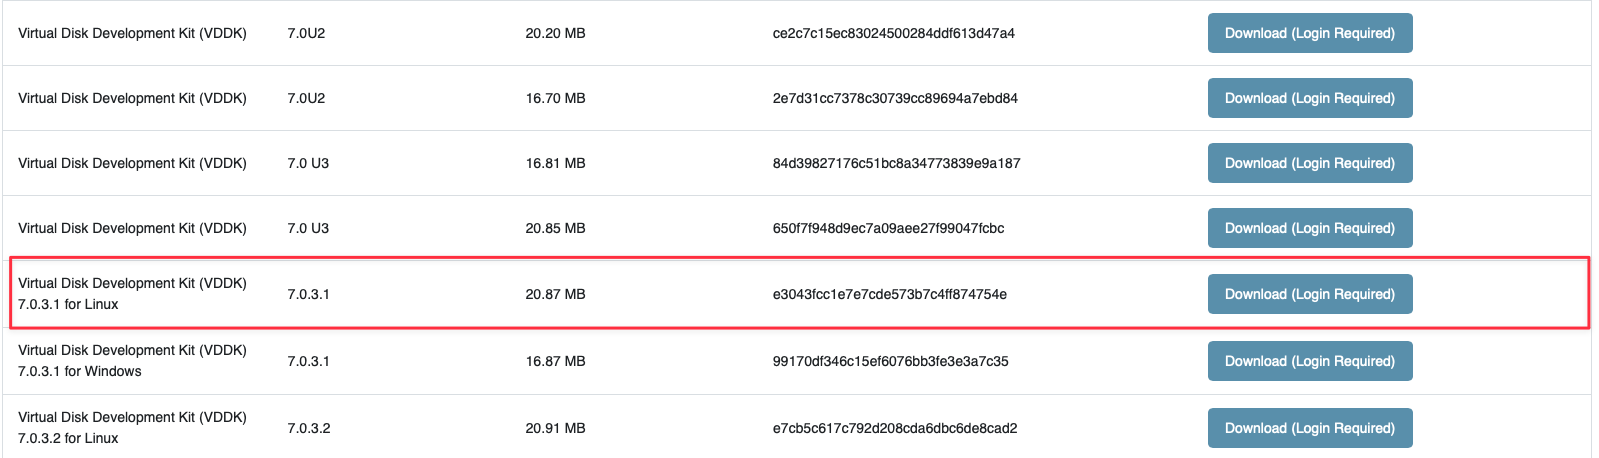 Virtual Disk Development Kit (VDDK) 7.0U2 20.20 MB ce2c7c15ec83024500284ddf613d47a4 Download (Login Required)
Virtual Disk Development Kit (VDDK) 7.0U2 16.70 MB 2e7d31cc7378c30739cc89694a7ebd84 Download (Login Required)
Virtual Disk Development Kit (VDDK) 7.0 U3 16.81 MB 84d39827176c51bc8a34773839e9a187 Download (Login Required)
Virtual Disk Development Kit (VDDK) 7.0 U3 20.85 MB 650f7f948d9ec7a09aee27f99047fcbc Download (Login Required)
Virtual Disk Development Kit (VDDK)
7.0.3.1 for Linux 7.0.3.1 20.87 MB e3043fcc1e7e7cde573b7c4ff874754e Download (Login Required)
Virtual Disk Development Kit (VDDK)
7.0.3.1 for Windows 7.0.3.1 16.87 MB 99170df346c15ef6076bb3fe3e3a7c35 Download (Login Required)
Virtual Disk Development Kit (VDDK)
7.0.3.2 for Linux 7.0.3.2 20.91 MB e7cb5c617c792d208cda6dbc6de8cad2 Download (Login Required)